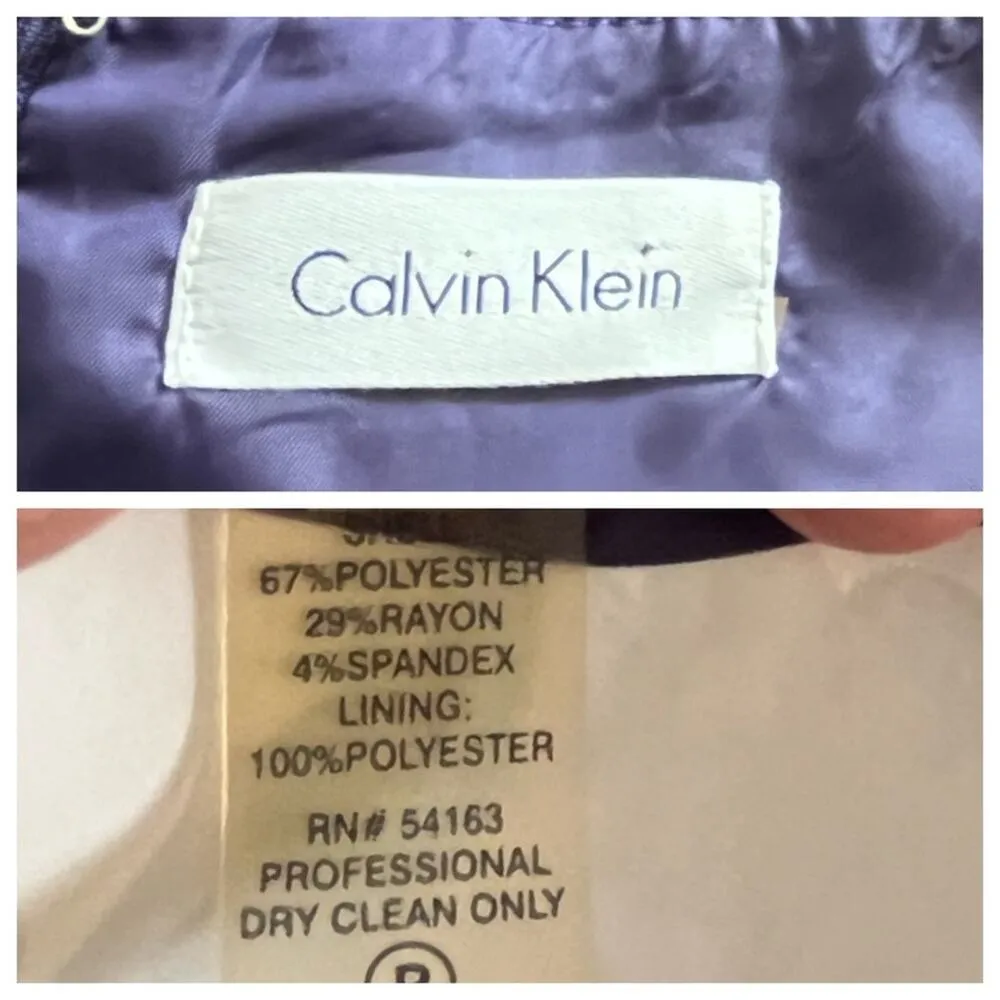 Calvin Klein
67%POLYESTER
29%RAYON
4%SPANDEX
LINING:
100%POLYESTER
RN# 54163
PROFESSIONAL
DRY CLEAN ONLY